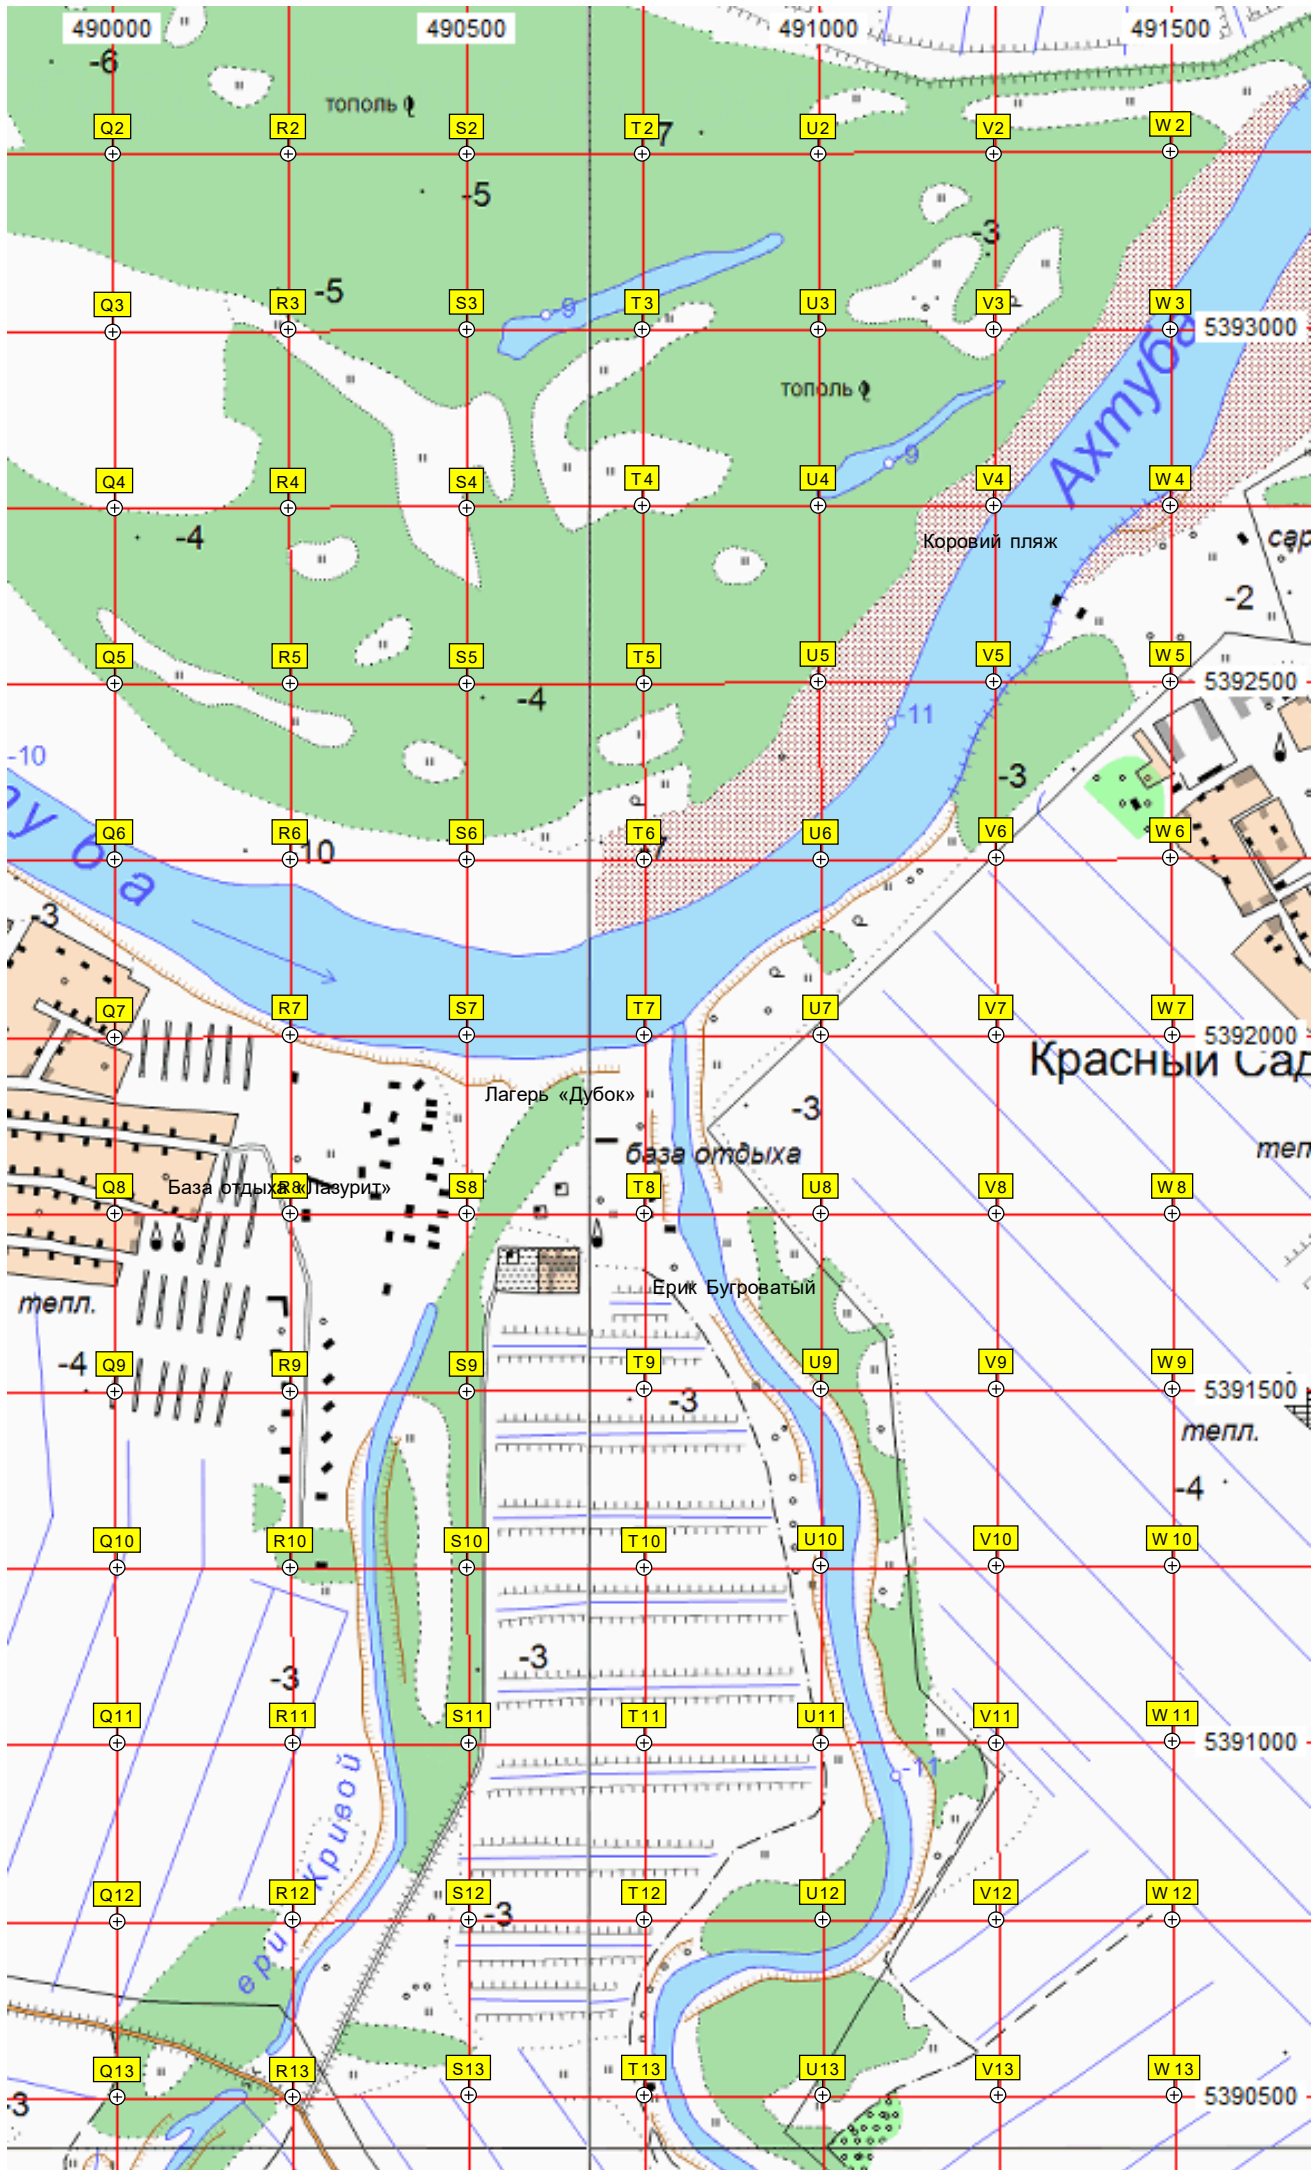 490000 490500 491000 491500
-6
тополь
Q2 R2 S2 T2 U2 V2 W2
7
-5
-3
Q3 R3 S3 T3 U3 V3 W3
-5
-9
5393000
Ахтуба
тополь
-9
Q4 R4 S4 T4 U4 V4 W4
-4
Коровий пляж
сар
-2
Q5 R5 S5 T5 U5 V5 W5
5392500
-4
-11
-10
-3
Q6 R6 S6 T6 U6 V6 W6
туба
10
7
-3
Q7 R7 S7 T7 U7 V7 W7
5392000
Красный Сад
Лагерь «Дубок»
-3
база отдыха
теп
Q8 R8 S8 T8 U8 V8 W8
База отдыха «Лазурит»
Ерик Бугроватый
тепл.
-4
Q9 R9 S9 T9 U9 V9 W9
5391500
-3
тепл.
-4
Q10 R10 S10 T10 U10 V10 W10
-3
-3
Q11 R11 S11 T11 U11 V11 W11
5391000
-11
ери Кривой
Q12 R12 S12 T12 U12 V12 W12
-3
Q13 R13 S13 T13 U13 V13 W13
5390500
-3